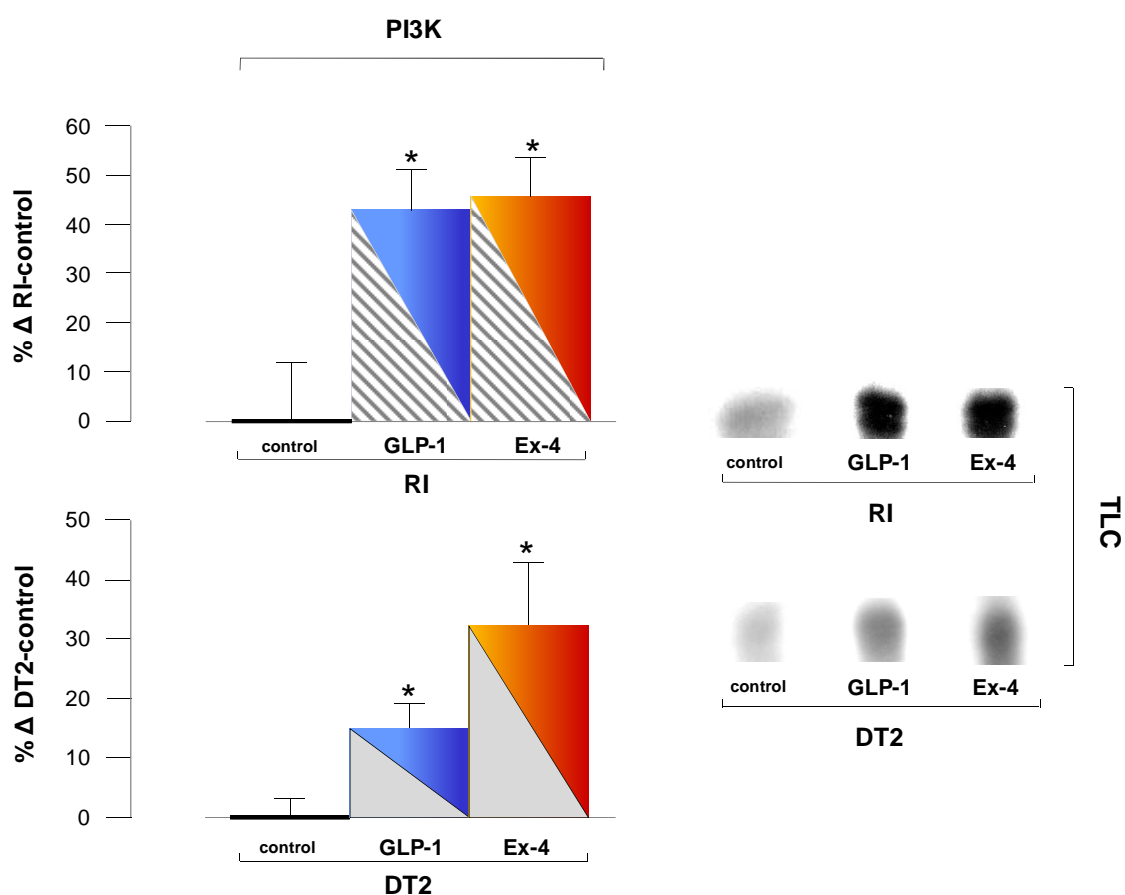 PI3K
% Δ RI-control
60
50
40
30
20
10
0
* *
control GLP-1 Ex-4
RI
% Δ DT2-control
50
40
30
20
10
0
* *
control GLP-1 Ex-4
DT2
control GLP-1 Ex-4
RI
control GLP-1 Ex-4
DT2
TLC